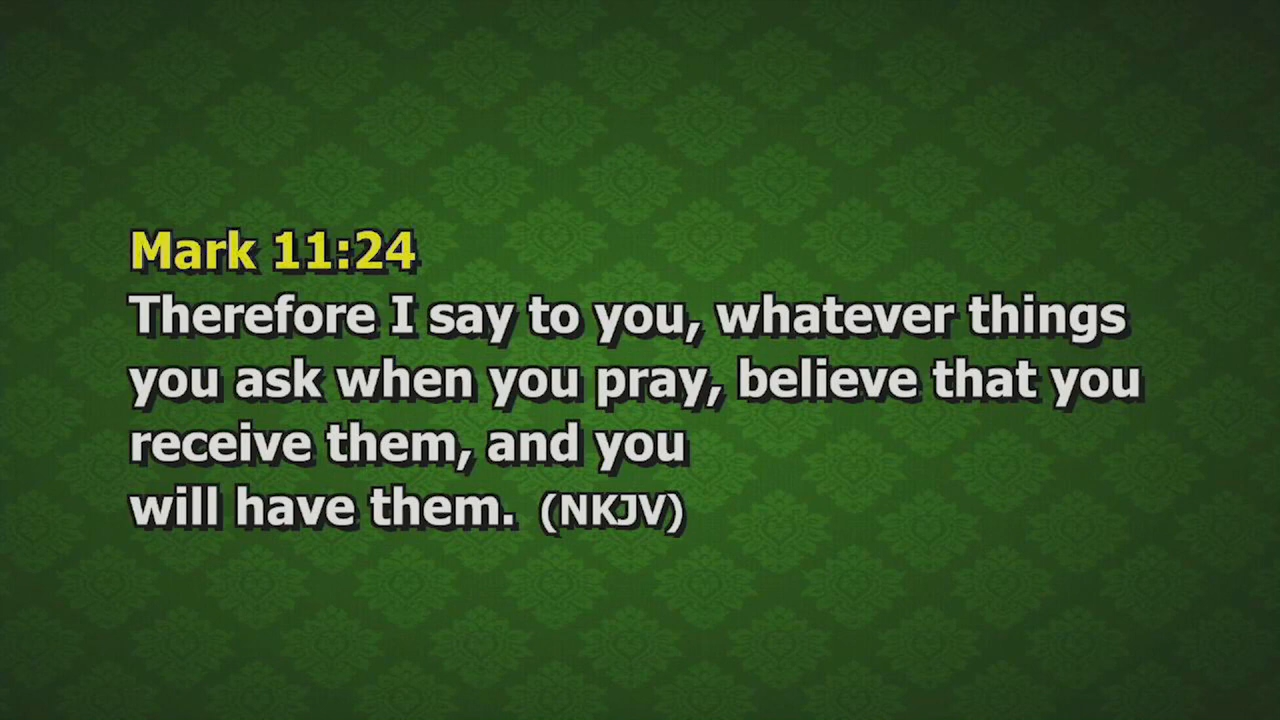 Mark 11:24
Therefore I say to you, whatever things
you ask when you pray, believe that you
receive them, and you
will have them. (NKJV)